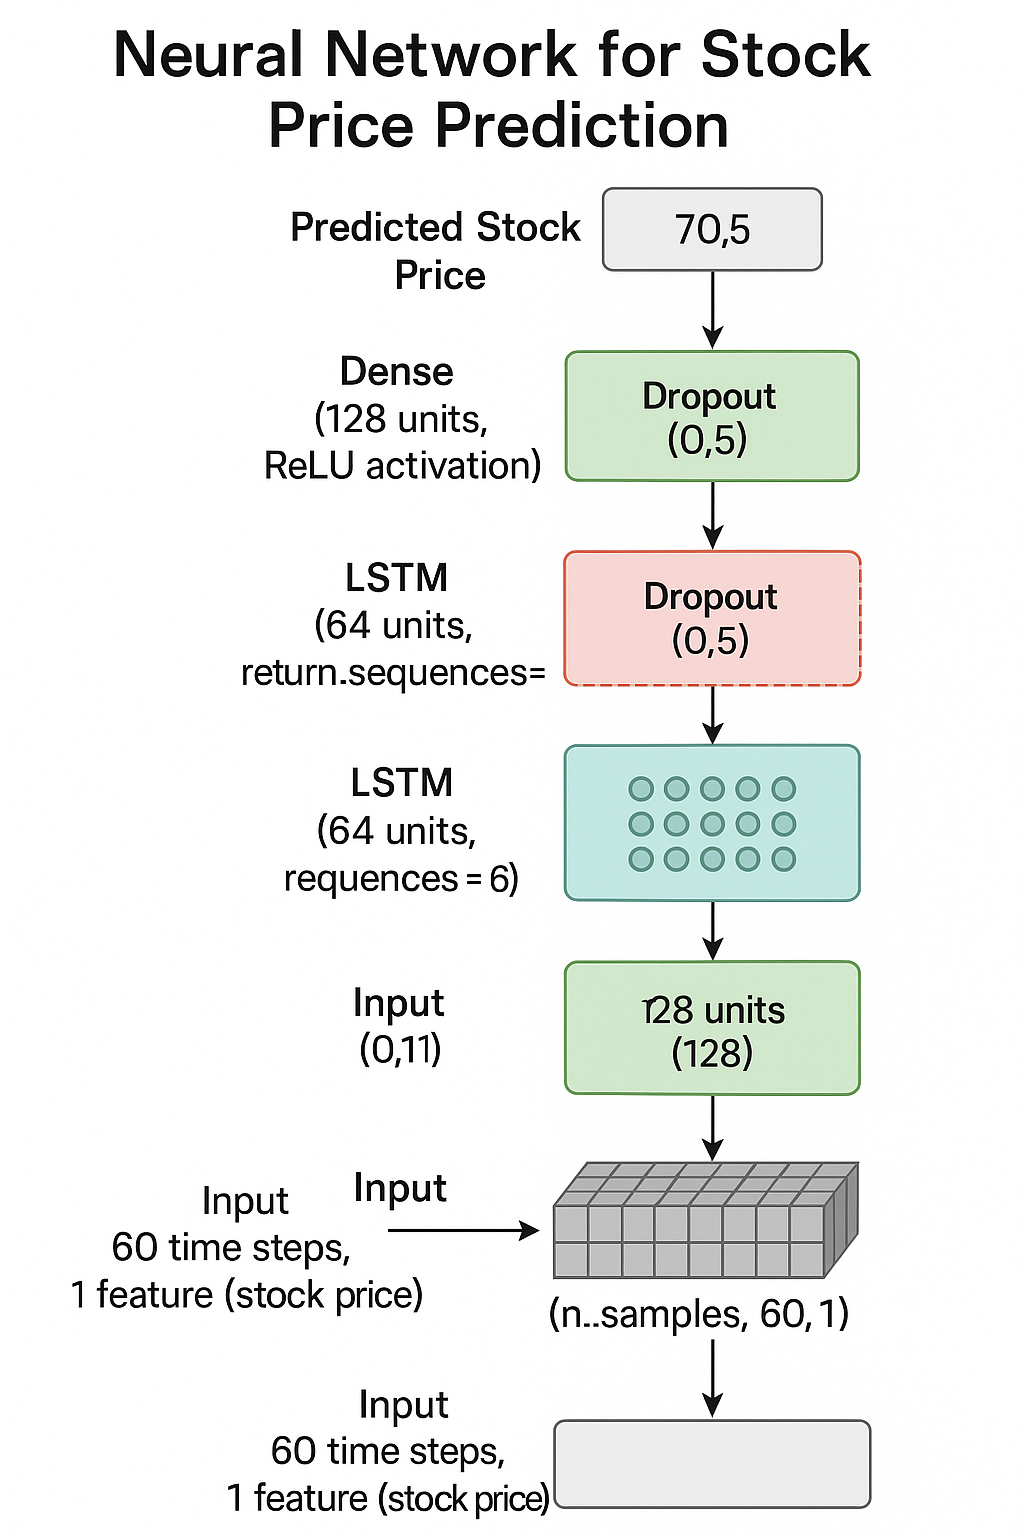 Neural Network for Stock
Price Prediction
Predicted Stock
Price
70,5
Dense
(128 units,
ReLU activation)
Dropout
(0,5)
LSTM
(64 units,
return.sequences=
Dropout
(0,5)
LSTM
(64 units,
requences = 6)
Input
(0,11)
128 units
(128)
Input
Input
60 time steps,
1 feature (stock price)
(n..samples, 60, 1)
Input
60 time steps,
1 feature (stock price)